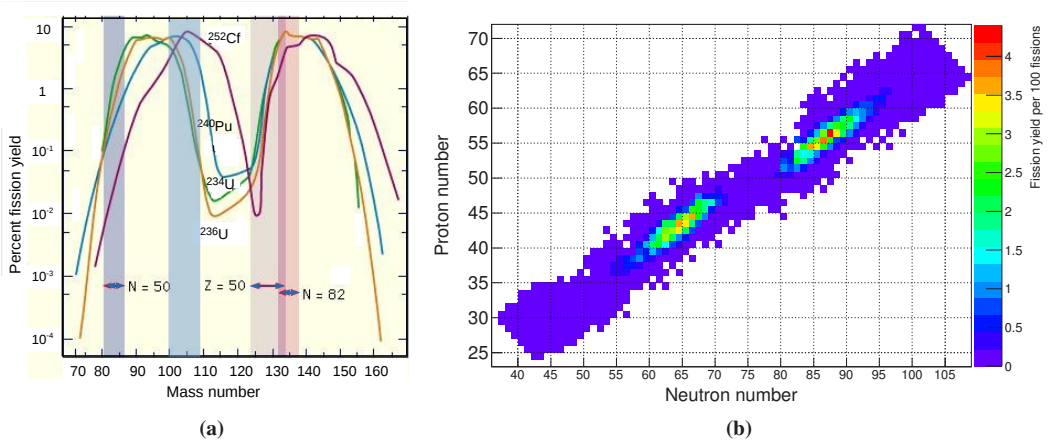 Percent fission yield
10
1
10-1
10-2
10-3
10-4
252Cf
240Pu
234U
236U
N = 50
Z = 50
N = 82
70 80 90 100 110 120 130 140 150 160
Mass number
(a)
Proton number
70
65
60
55
50
45
40
35
30
25
40 45 50 55 60 65 70 75 80 85 90 95 100 105
Neutron number
4
3.5
3
2.5
2
1.5
1
0.5
0
Fission yield per 100 fissions
(b)